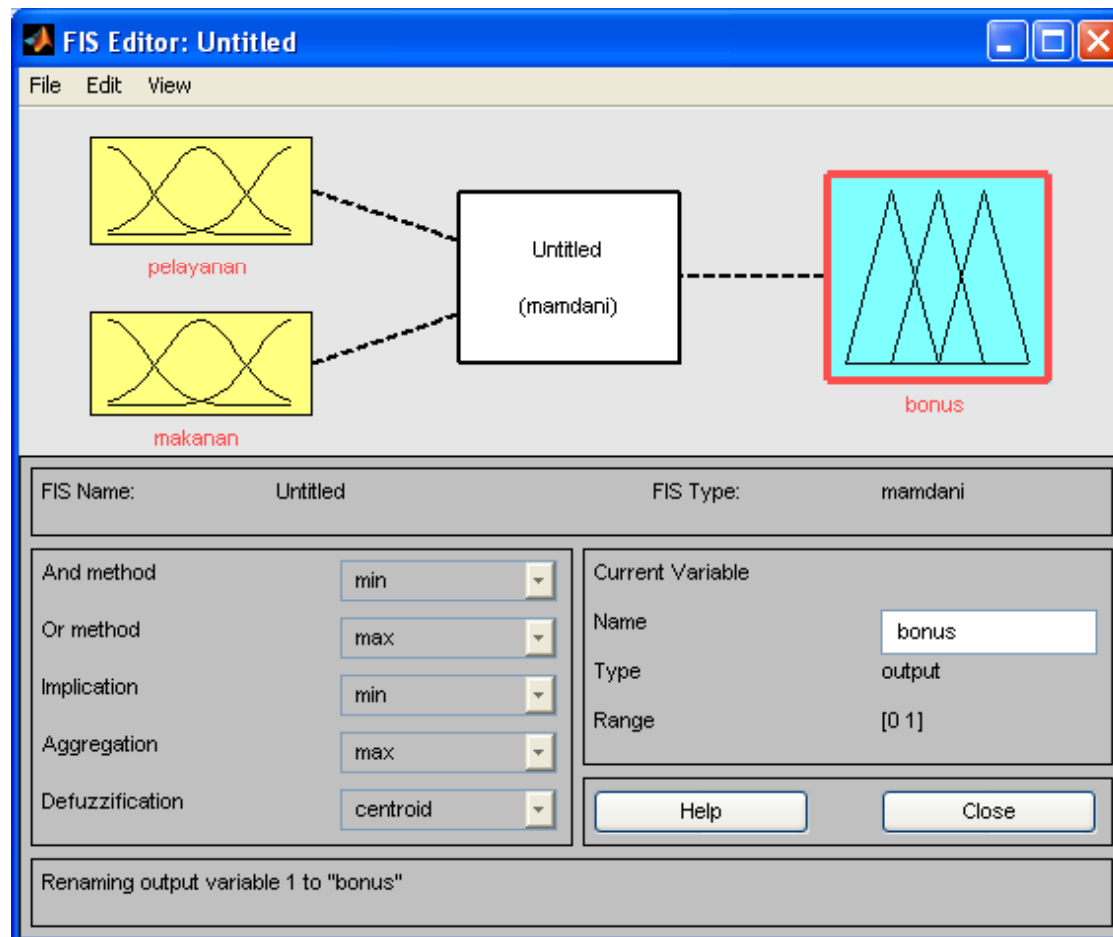 FIS Editor: Untitled
File Edit View
pelayanan
makanan
Untitled
(mamdani)
bonus
FIS Name: Untitled FIS Type: mamdani
And method min
Or method max
Implication min
Aggregation max
Defuzzification centroid
Current Variable
Name bonus
Type output
Range [0 1]
Help Close
Renaming output variable 1 to "bonus"